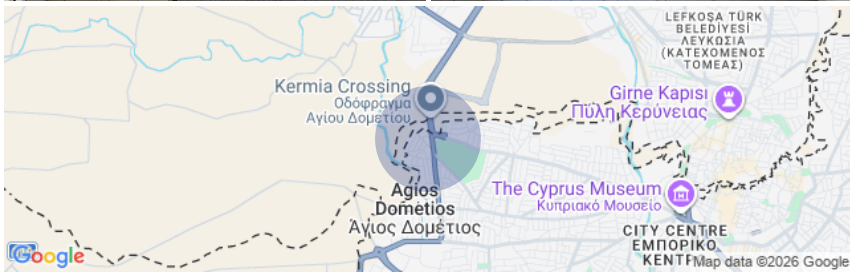 LEFKOŞA TÜRK
BELEDİYESİ
ΛΕΥΚΩΣΙΑ
(ΚΑΤΕΧΟΜΕΝΟΣ
ΤΟΜΕΑΣ)
Kermia Crossing
Οδόφραγμα
Αγίου Δομετίου
Girne Kapısı
Πύλη Κερύνειας
Agios
Dometios
Άγιος Δομέτιος
The Cyprus Museum
Κυπριακό Μουσείο
CITY CENTRE
ΕΜΠΟΡΙΚΟ
ΚΕΝΤΡ
Google
Map data ©2026 Google